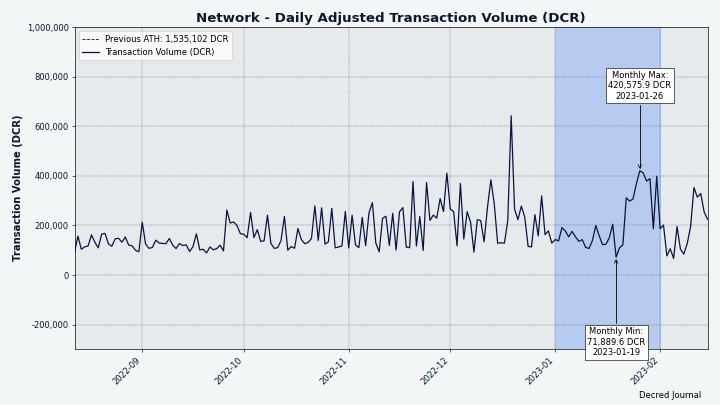 Network - Daily Adjusted Transaction Volume (DCR)
1,000,000
800,000
600,000
400,000
200,000
0
-200,000
Transaction Volume (DCR)
Previous ATH: 1,535,102 DCR
Transaction Volume (DCR)
Monthly Max:
420,575.9 DCR
2023-01-26
Monthly Min:
71,889.6 DCR
2023-01-19
2022-09
2022-10
2022-11
2022-12
2023-01
2023-02
Decred Journal